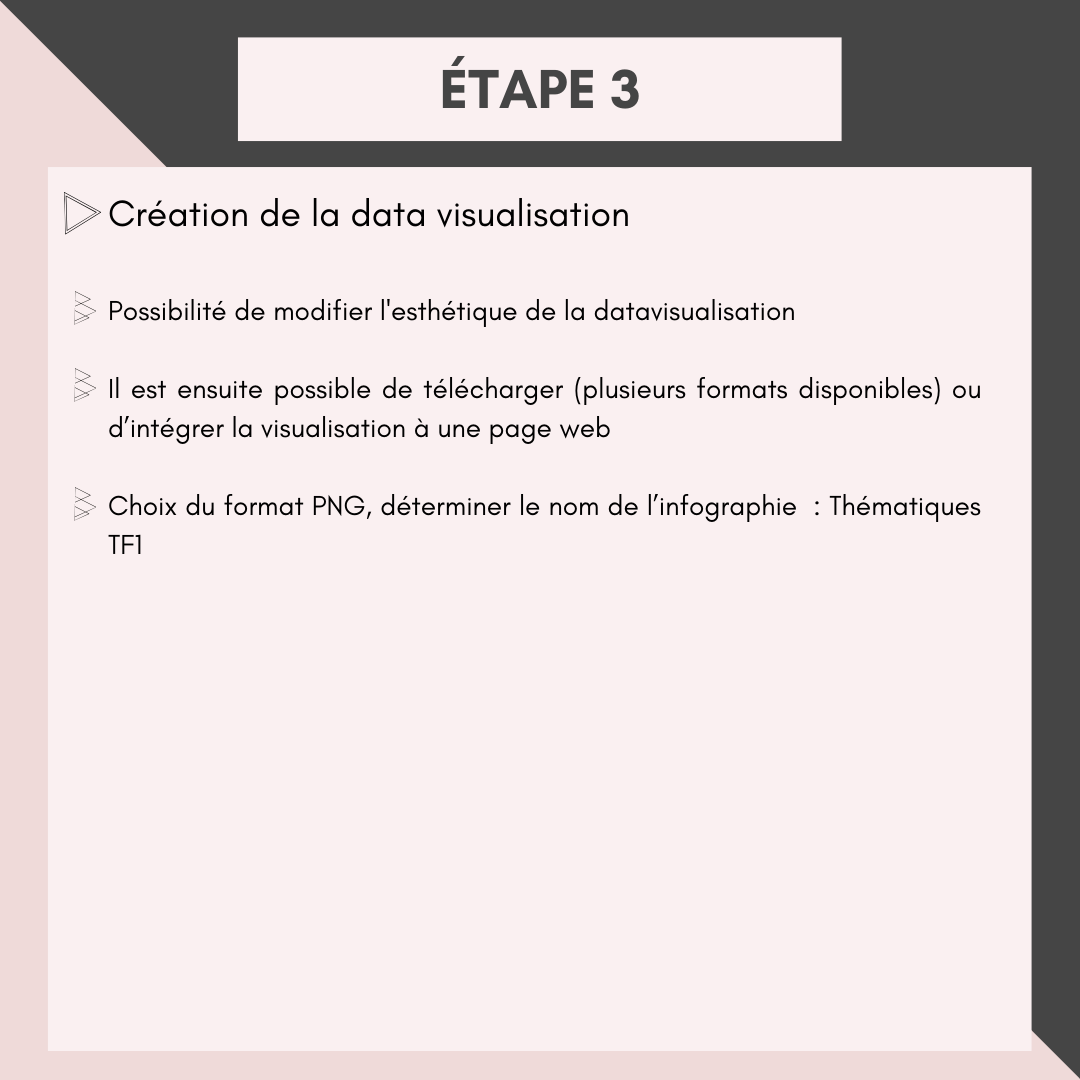 ÉTAPE 3
Création de la data visualisation
Possibilité de modifier l'esthétique de la datavisualisation
Il est ensuite possible de télécharger (plusieurs formats disponibles) ou
d’intégrer la visualisation à une page web
Choix du format PNG, déterminer le nom de l’infographie  : Thématiques
TF1